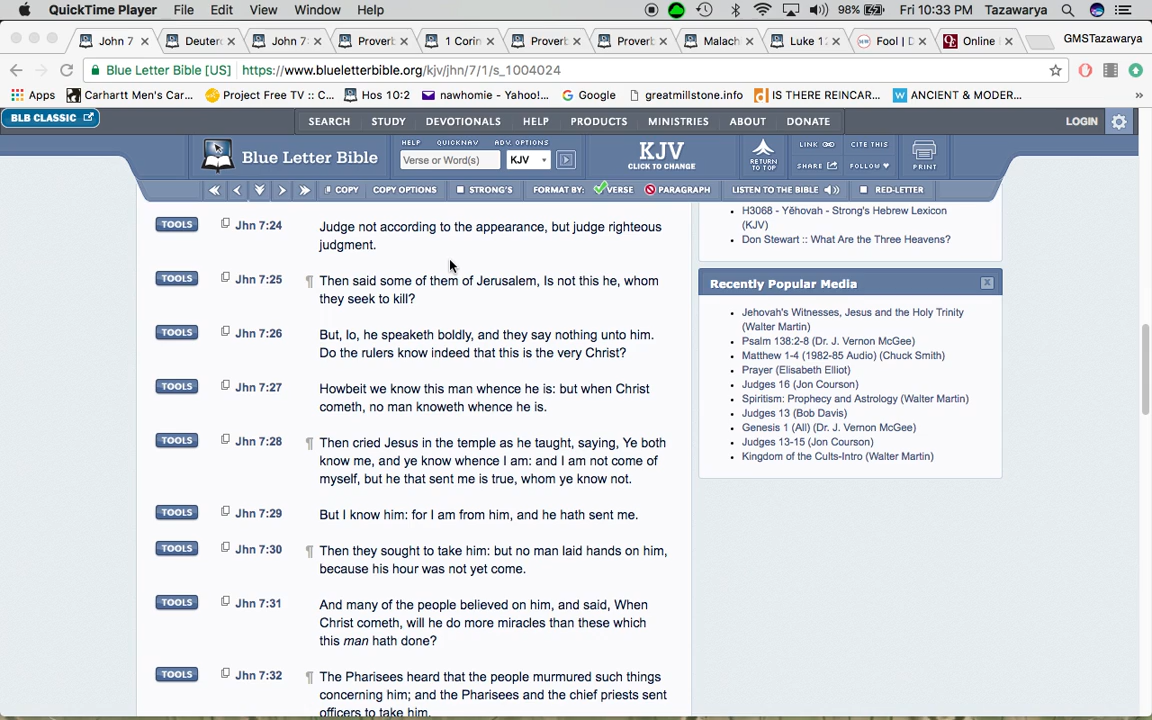 QuickTime Player File Edit View Window Help 98% Fri 10:33 PM Tazawarya
John 7 Deutero John 7: Proverb 1 Corin Proverb Proverb Malach Luke 12 Fool | D Online GMSTazawarya
Blue Letter Bible [US] https://www.blueletterbible.org/kjv/jhn/7/1/s_1004024
Apps Carhartt Men's Car... Project Free TV :: C... Hos 10:2 nawhomie - Yahoo!... Google greatmillstone.info IS THERE REINCAR... ANCIENT & MODER... »
BLB CLASSIC SEARCH STUDY DEVOTIONALS HELP PRODUCTS MINISTRIES ABOUT DONATE LOGIN
HELP QUICKNAV ADV. OPTIONS
Blue Letter Bible Verse or Word(s) KJV
KJV
CLICK TO CHANGE
RETURN TO TOP
LINK CITE THIS
SHARE FOLLOW
PRINT
COPY COPY OPTIONS STRONG'S FORMAT BY: VERSE PARAGRAPH LISTEN TO THE BIBLE RED-LETTER
TOOLS Jhn 7:24 Judge not according to the appearance, but judge righteous
judgment.
TOOLS Jhn 7:25 ¶ Then said some of them of Jerusalem, Is not this he, whom
they seek to kill?
TOOLS Jhn 7:26 But, lo, he speaketh boldly, and they say nothing unto him.
Do the rulers know indeed that this is the very Christ?
TOOLS Jhn 7:27 Howbeit we know this man whence he is: but when Christ
cometh, no man knoweth whence he is.
TOOLS Jhn 7:28 ¶ Then cried Jesus in the temple as he taught, saying, Ye both
know me, and ye know whence I am: and I am not come of
myself, but he that sent me is true, whom ye know not.
TOOLS Jhn 7:29 But I know him: for I am from him, and he hath sent me.
TOOLS Jhn 7:30 ¶ Then they sought to take him: but no man laid hands on him,
because his hour was not yet come.
TOOLS Jhn 7:31 And many of the people believed on him, and said, When
Christ cometh, will he do more miracles than these which
this man hath done?
TOOLS Jhn 7:32 ¶ The Pharisees heard that the people murmured such things
concerning him; and the Pharisees and the chief priests sent
officers to take him.
H3068 - Yĕhovah - Strong's Hebrew Lexicon
(KJV)
Don Stewart :: What Are the Three Heavens?
Recently Popular Media
Jehovah's Witnesses, Jesus and the Holy Trinity
(Walter Martin)
Psalm 138:2-8 (Dr. J. Vernon McGee)
Matthew 1-4 (1982-85 Audio) (Chuck Smith)
Prayer (Elisabeth Elliot)
Judges 16 (Jon Courson)
Spiritism: Prophecy and Astrology (Walter Martin)
Judges 13 (Bob Davis)
Genesis 1 (All) (Dr. J. Vernon McGee)
Judges 13-15 (Jon Courson)
Kingdom of the Cults-Intro (Walter Martin)